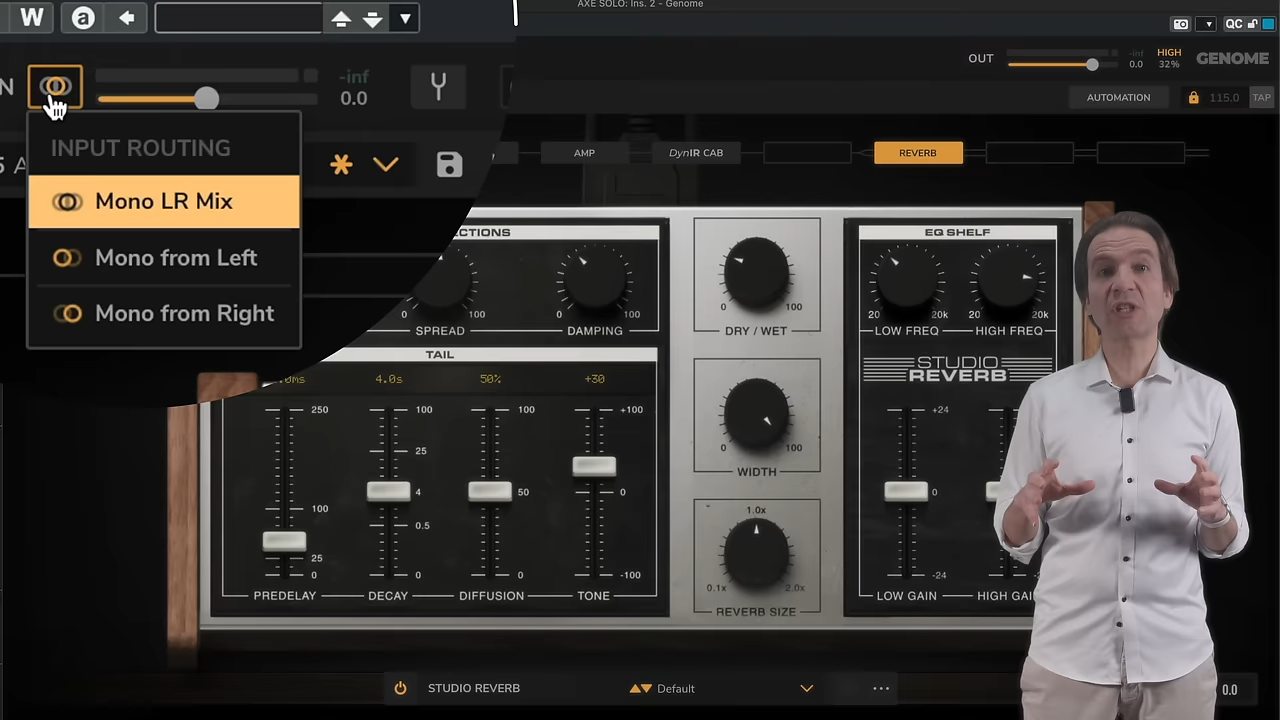 AXE SOLO: Ins. 2 - Genome
W
a
QC
N
-inf
0.0
OUT
-inf
0.0
HIGH
32%
GENOME
AUTOMATION
115.0
TAP
INPUT ROUTING
Mono LR Mix
Mono from Left
Mono from Right
5 A
AMP
DynIR CAB
REVERB
CTIONS
EQ SHELF
SPREAD
100
0
DAMPING
100
0
DRY / WET
100
20
LOW FREQ
20k
20
HIGH FREQ
20k
TAIL
0ms
4.0s
50%
+30
STUDIO
REVERB
250
100
25
0
PREDELAY
100
25
4
0.5
0
DECAY
100
50
0
DIFFUSION
+100
0
-100
TONE
0
WIDTH
100
1.0x
0.1x
2.0x
REVERB SIZE
+24
0
-24
LOW GAIN
HIGH GAI
STUDIO REVERB
Default
0.0